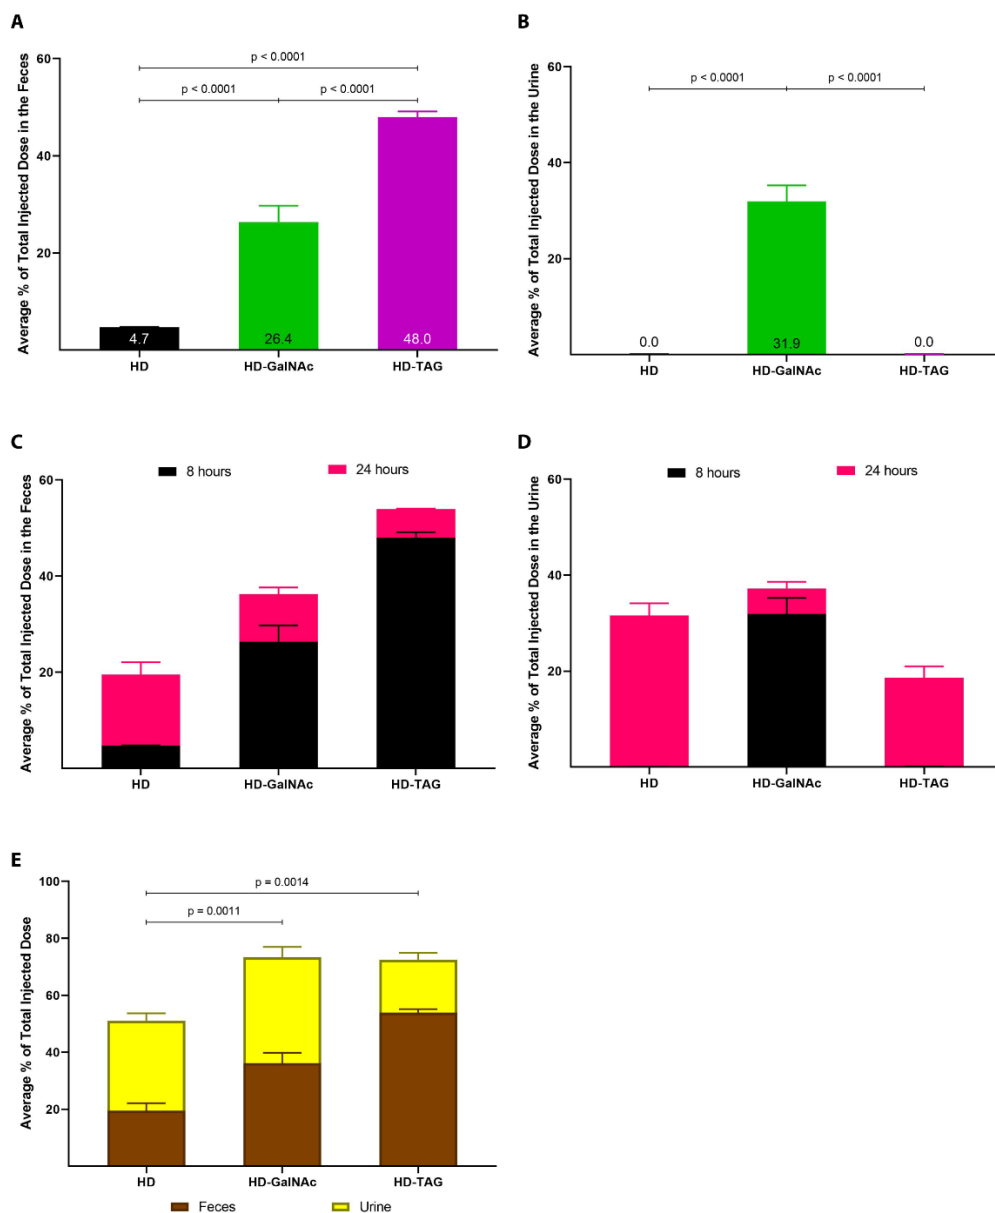 A
Average % of Total Injected Dose in the Feces
60
40
20
p < 0.0001
p < 0.0001
p < 0.0001
4.7
26.4
48.0
HD
HD-GalNAc
HD-TAG
B
Average % of Total Injected Dose in the Urine
60
40
20
p < 0.0001
p < 0.0001
0.0
31.9
0.0
HD
HD-GalNAc
HD-TAG
C
8 hours
24 hours
Average % of Total Injected Dose in the Feces
60
40
20
HD
HD-GalNAc
HD-TAG
D
8 hours
24 hours
Average % of Total Injected Dose in the Urine
60
40
20
HD
HD-GalNAc
HD-TAG
E
Average % of Total Injected Dose
100
80
60
40
20
p = 0.0014
p = 0.0011
HD
HD-GalNAc
HD-TAG
Feces
Urine